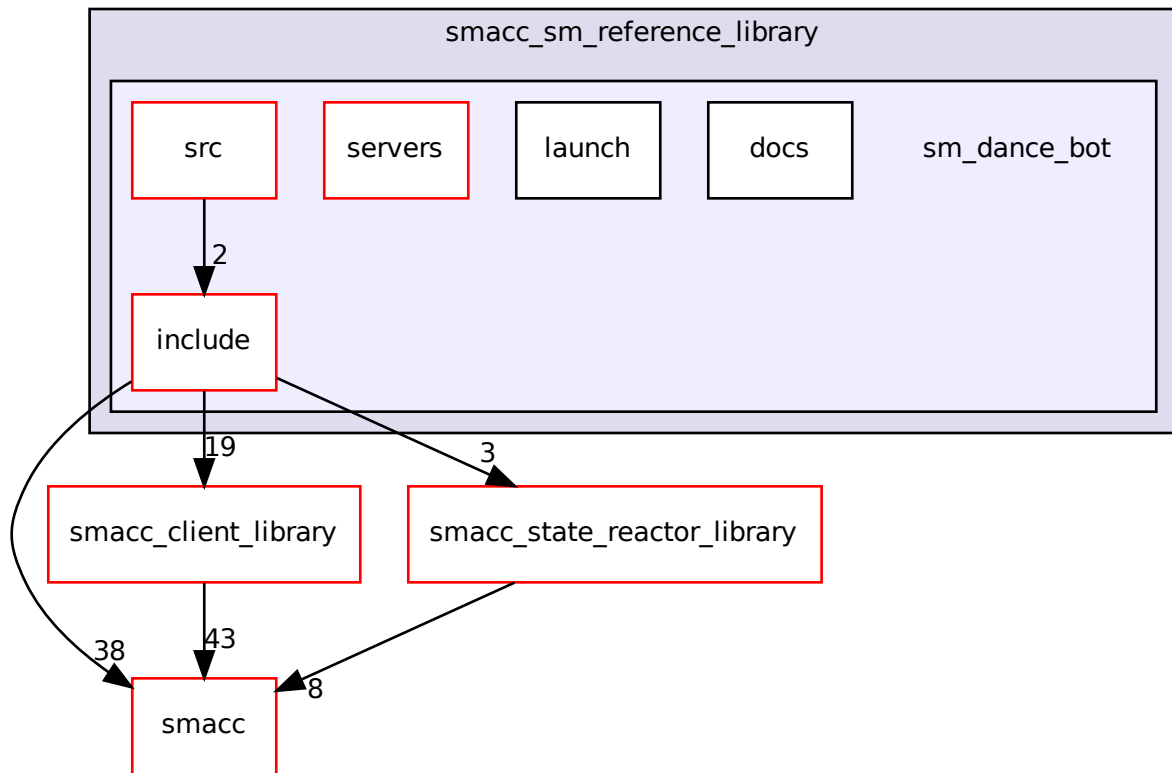 smacc_sm_reference_library
src
servers
launch
docs
sm_dance_bot
2
include
19
3
smacc_client_library
smacc_state_reactor_library
38
43
8
smacc